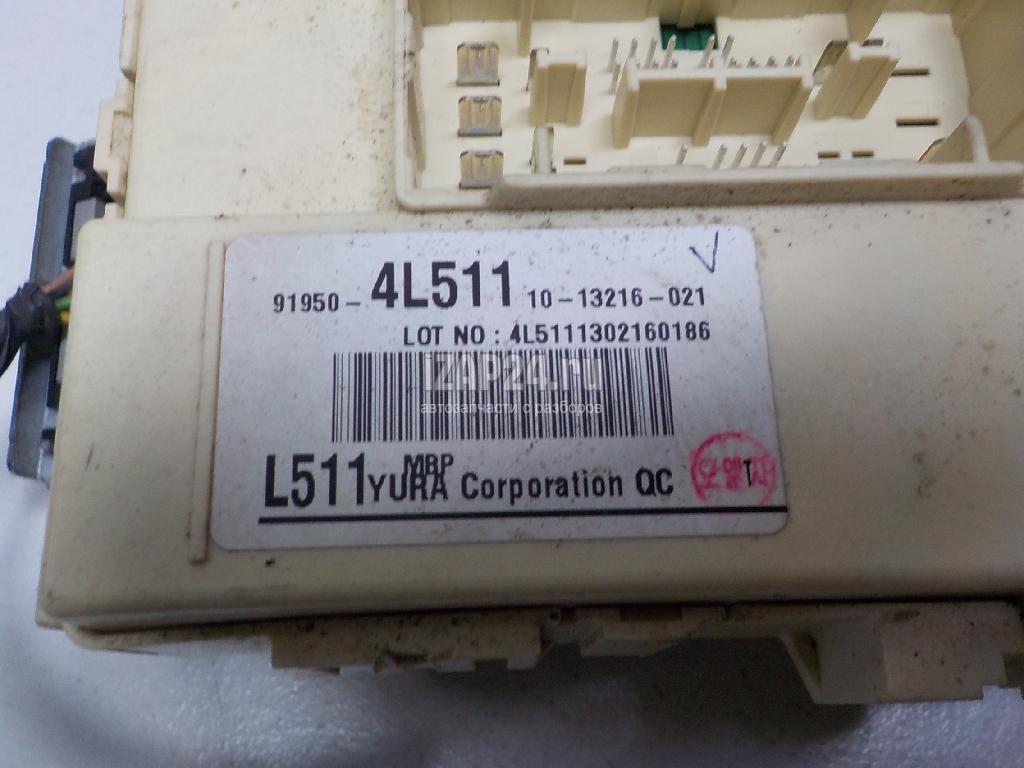 V
91950- 4L511 10-13216-021
LOT NO : 4L5111302160186
iZAP24.ru
автозапчасти с разборов
MBP
L511 YURA Corporation QC
T